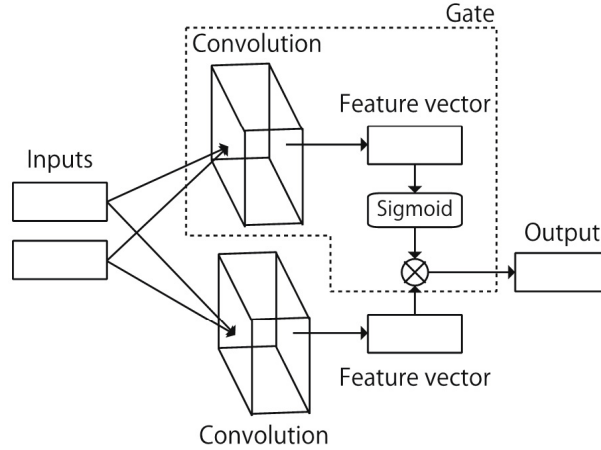 Gate
Convolution
Feature vector
Inputs
Sigmoid
Output
Feature vector
Convolution